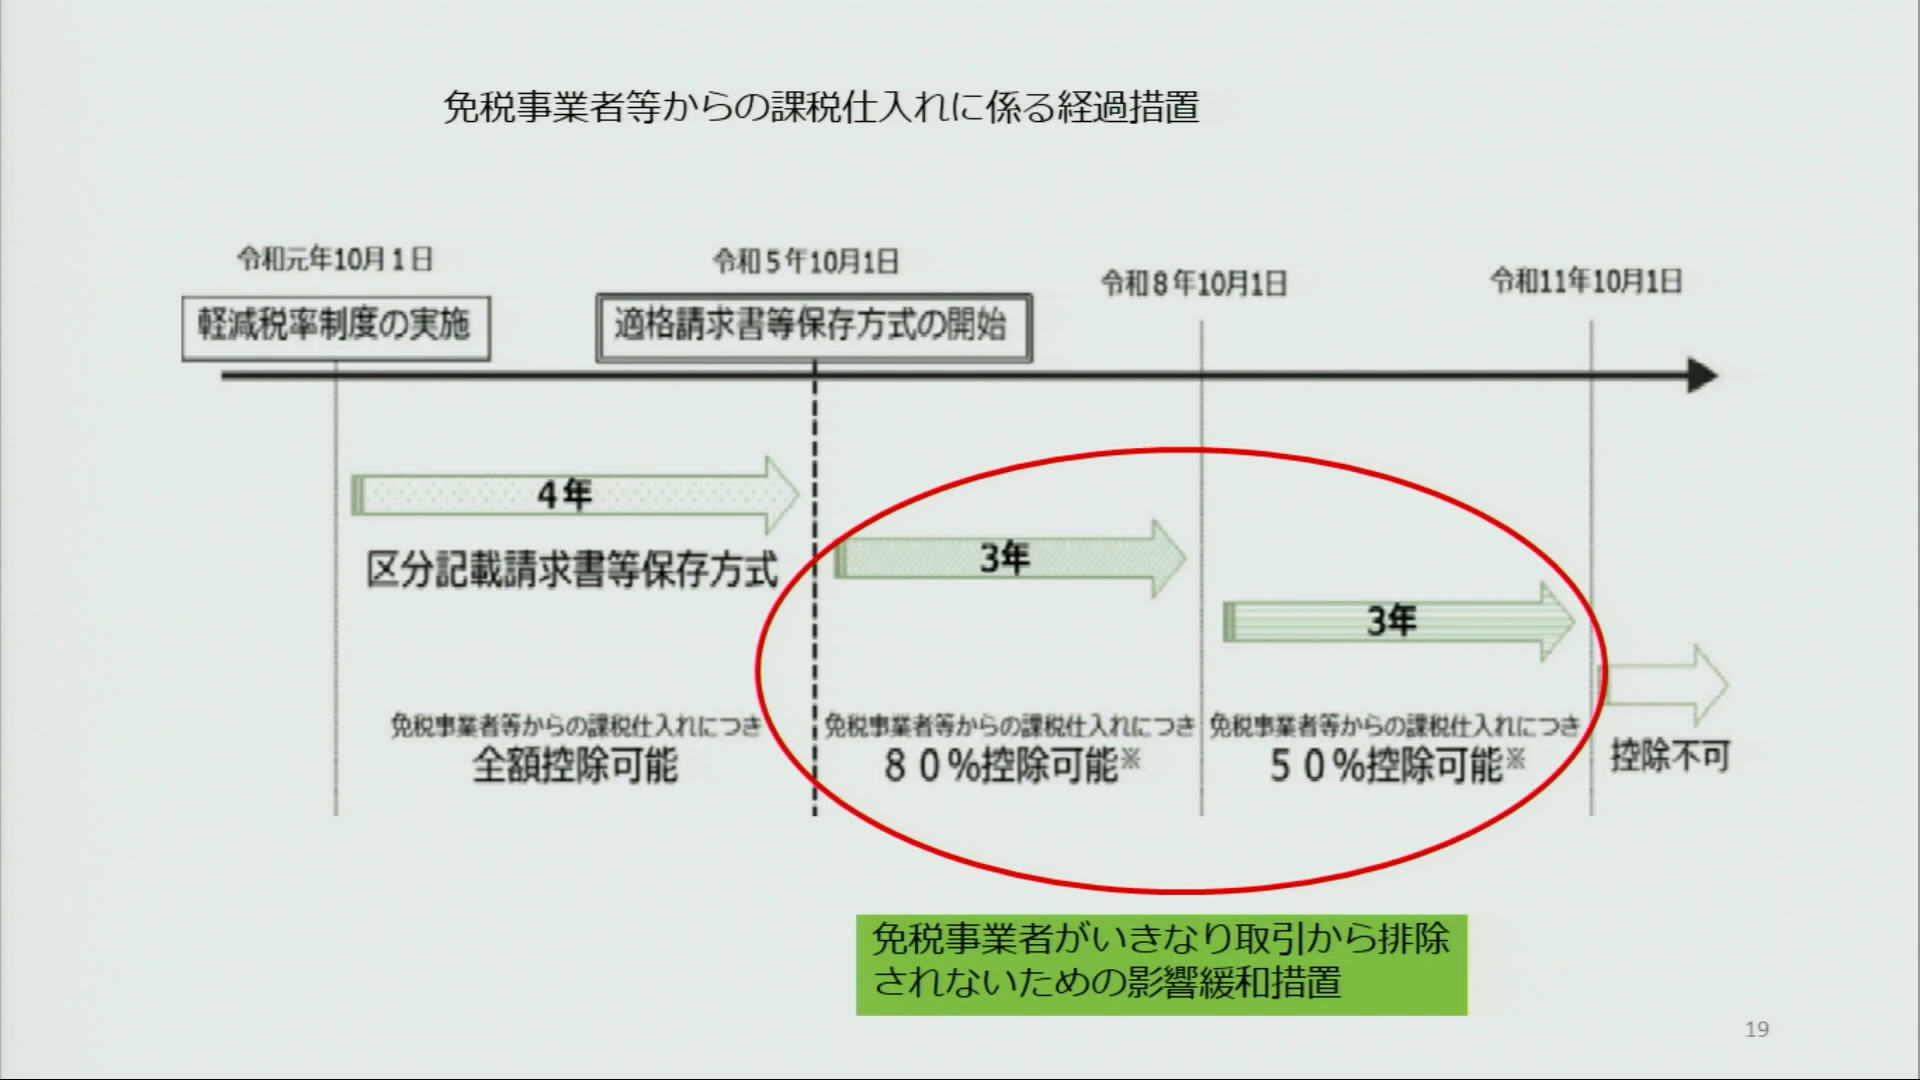 免税事業者等からの課税仕入れに係る経過措置
令和元年10月１日
令和５年10月1日
令和８年10月1日
令和11年10月1日
軽減税率制度の実施
適格請求書等保存方式の開始
４年
区分記載請求書等保存方式
3年
3年
免税事業者等からの課税仕入れにつき
全額控除可能
免税事業者等からの課税仕入れにつき
８０％控除可能※
免税事業者等からの課税仕入れにつき
５０％控除可能※
控除不可
免税事業者がいきなり取引から排除
されないための影響緩和措置
19